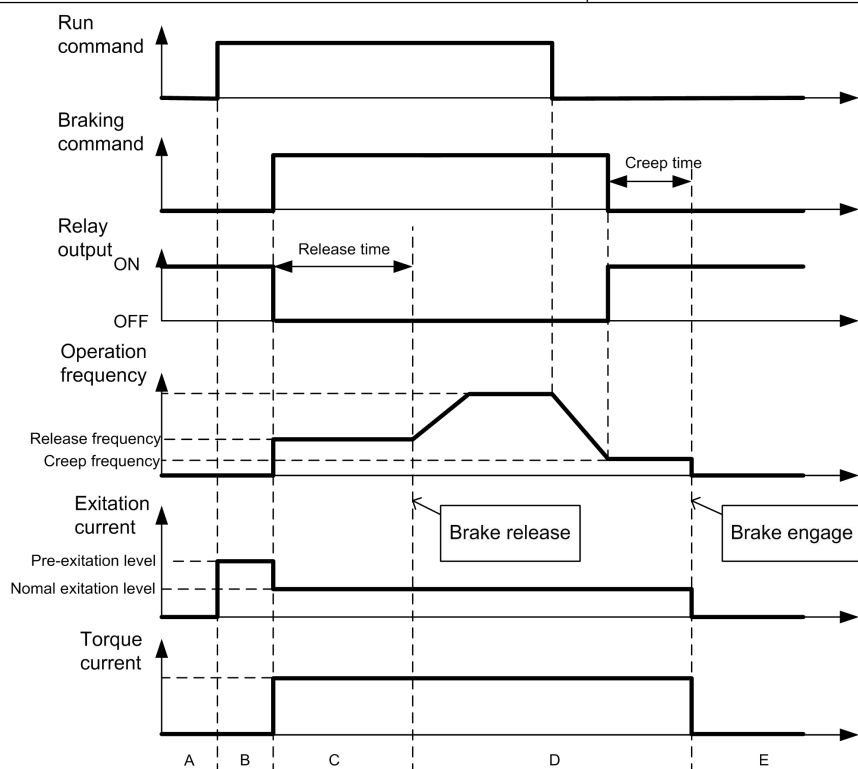 Run
command
Braking
command
Creep time
Relay
output
ON
Release time
OFF
Operation
frequency
Release frequency
Creep frequency
Exitation
current
Brake release
Brake engage
Pre-exitation level
Nomal exitation level
Torque
current
A B C D E